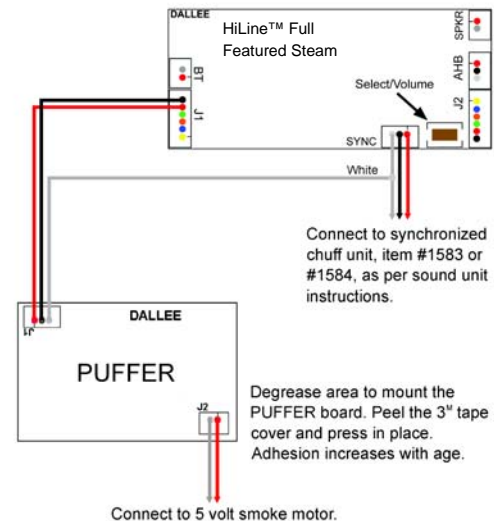 DALLEE
HiLine™ Full
Featured Steam
SPKR
BT
AHB
Select/Volume
J1
J2
SYNC
White
Connect to synchronized
chuff unit, item #1583 or
#1584, as per sound unit
instructions.
J1
DALLEE
PUFFER
J2
Degrease area to mount the
PUFFER board. Peel the 3ᴹ tape
cover and press in place.
Adhesion increases with age.
Connect to 5 volt smoke motor.